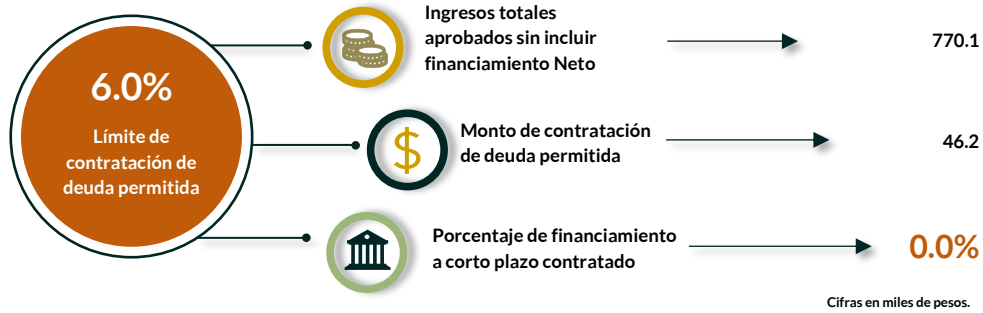 6.0%
Límite de
contratación de
deuda permitida
Ingresos totales
aprobados sin incluir
financiamiento Neto
770.1
$
Monto de contratación
de deuda permitida
46.2
Porcentaje de financiamiento
a corto plazo contratado
0.0%
Cifras en miles de pesos.